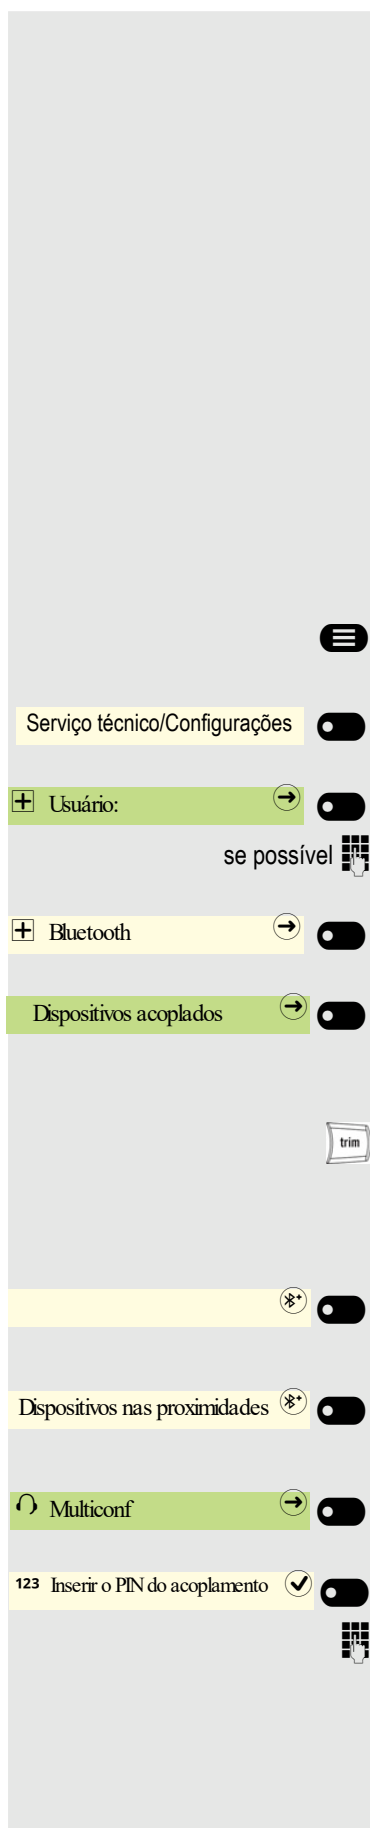 Serviço técnico/Configurações
Usuário:
se possível
Bluetooth
Dispositivos acoplados
trim
Dispositivos nas proximidades
Multiconf
123 Inserir o PIN do acoplamento